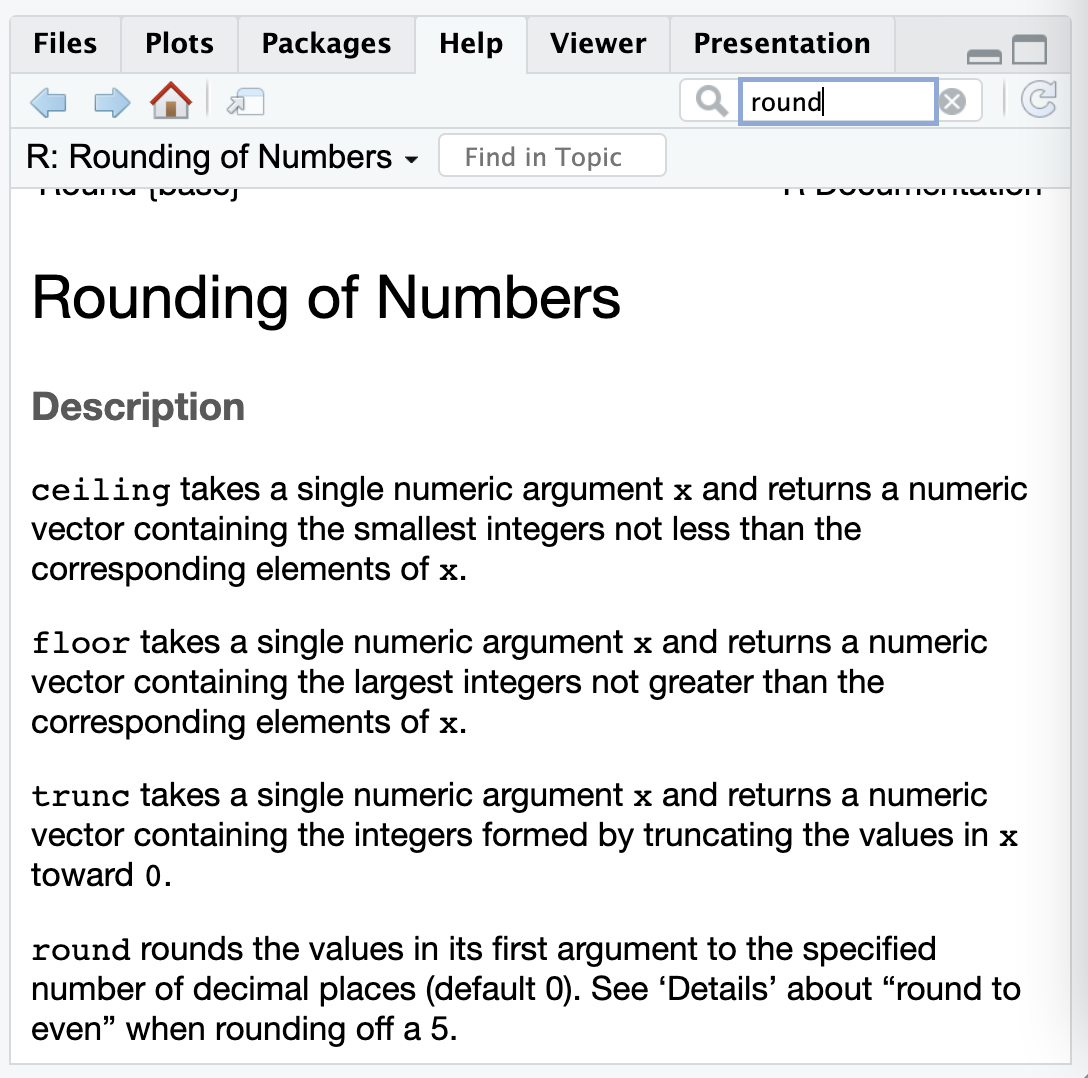 Files Plots Packages Help Viewer Presentation
round
R: Rounding of Numbers Find in Topic
Round {base} R Documentation
Rounding of Numbers
Description
ceiling takes a single numeric argument x and returns a numeric
vector containing the smallest integers not less than the
corresponding elements of x.
floor takes a single numeric argument x and returns a numeric
vector containing the largest integers not greater than the
corresponding elements of x.
trunc takes a single numeric argument x and returns a numeric
vector containing the integers formed by truncating the values in x
toward 0.
round rounds the values in its first argument to the specified
number of decimal places (default 0). See ‘Details’ about “round to
even” when rounding off a 5.